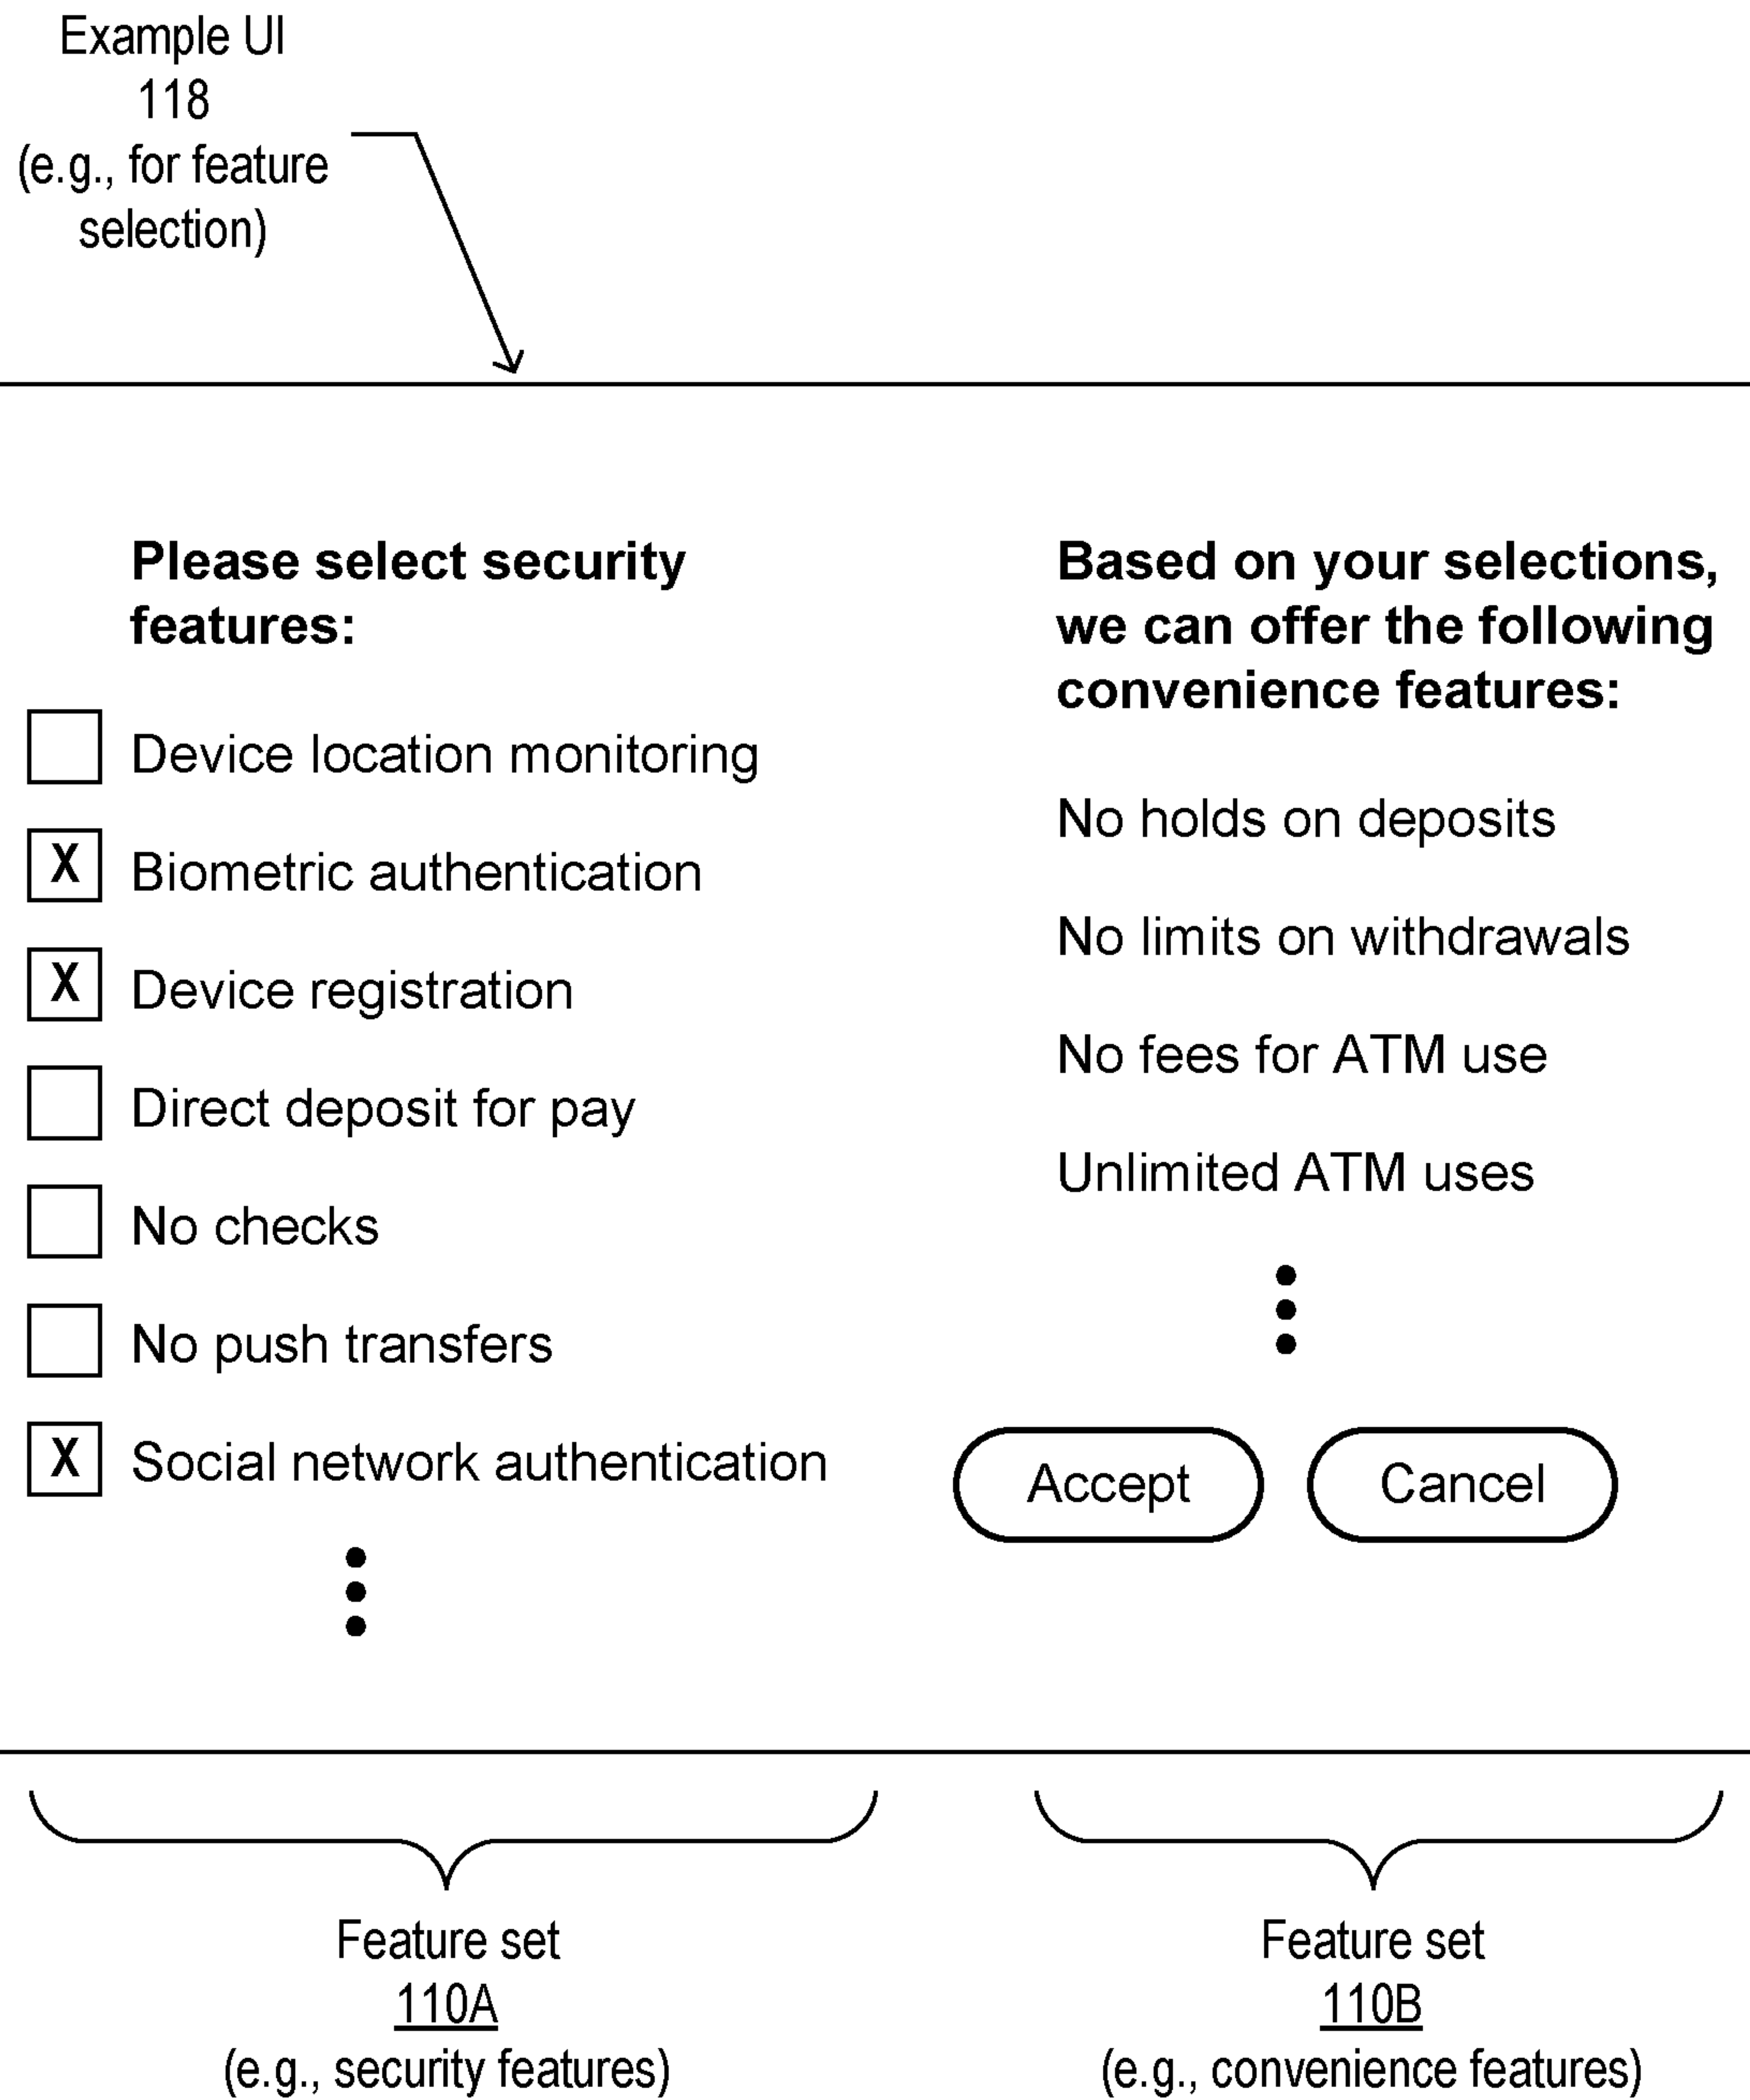 Example UI
118
(e.g., for feature
selection)
Please select security
features:
Device location monitoring
X Biometric authentication
X Device registration
Direct deposit for pay
No checks
No push transfers
X Social network authentication
Based on your selections,
we can offer the following
convenience features:
No holds on deposits
No limits on withdrawals
No fees for ATM use
Unlimited ATM uses
Accept
Cancel
Feature set
110A
(e.g., security features)
Feature set
110B
(e.g., convenience features)